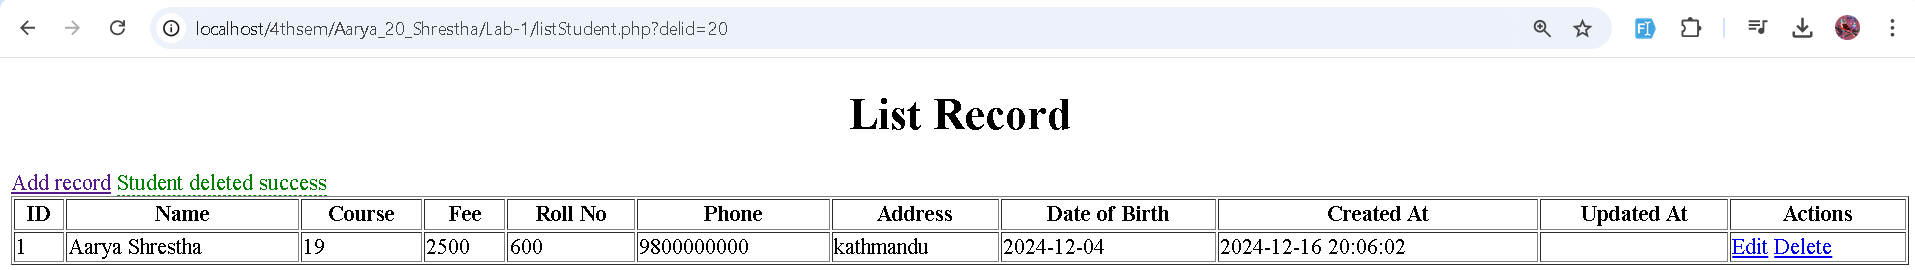 localhost/4thsem/Aarya_20_Shrestha/Lab-1/listStudent.php?delid=20
List Record
Add record Student deleted success
ID Name Course Fee Roll No Phone Address Date of Birth Created At Updated At Actions
1 Aarya Shrestha 19 2500 600 9800000000 kathmandu 2024-12-04 2024-12-16 20:06:02 Edit Delete